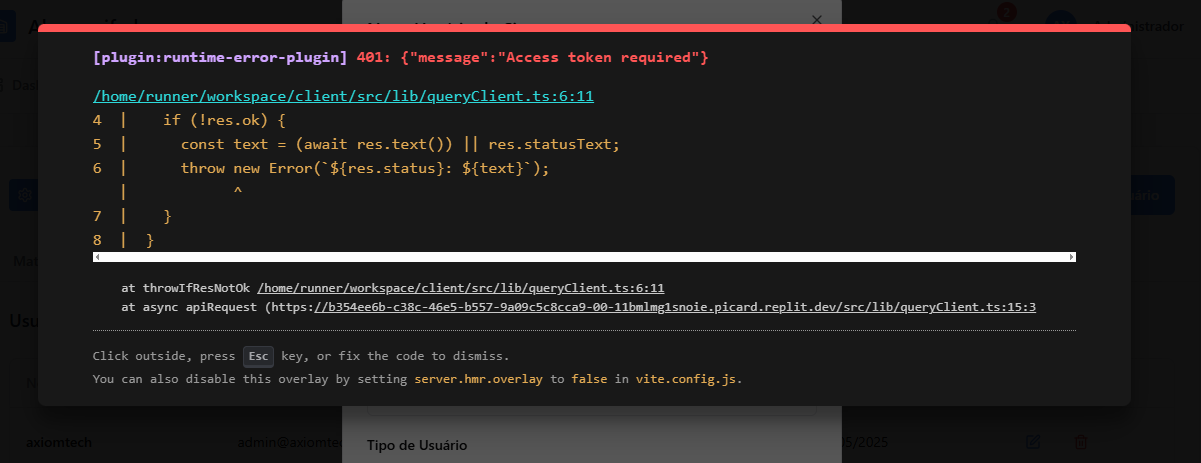 [plugin:runtime-error-plugin] 401: {"message":"Access token required"}
/home/runner/workspace/client/src/lib/queryClient.ts:6:11
4  |    if (!res.ok) {
5  |      const text = (await res.text()) || res.statusText;
6  |      throw new Error(`${res.status}: ${text}`);
   |            ^
7  |    }
8  |  }
at throwIfResNotOk /home/runner/workspace/client/src/lib/queryClient.ts:6:11
at async apiRequest (https://b354ee6b-c38c-46e5-b557-9a09c5c8cca9-00-11bmlmg1snoie.picard.replit.dev/src/lib/queryClient.ts:15:3
Click outside, press Esc key, or fix the code to dismiss.
You can also disable this overlay by setting server.hmr.overlay to false in vite.config.js.
Tipo de Usuário
axiomtech